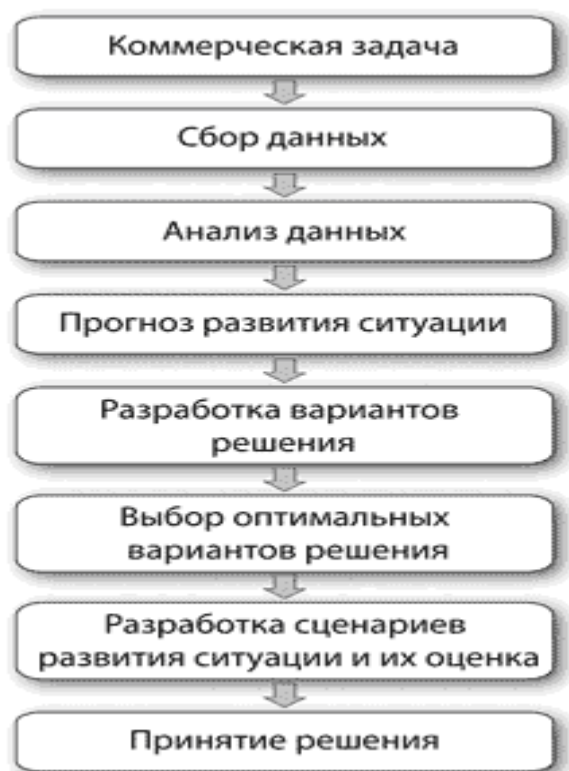 Коммерческая задача
Сбор данных
Анализ данных
Прогноз развития ситуации
Разработка вариантов
решения
Выбор оптимальных
вариантов решения
Разработка сценариев
развития ситуации и их оценка
Принятие решения